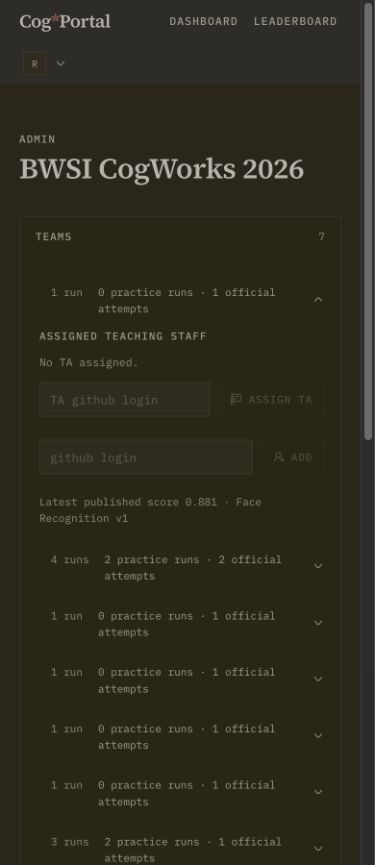 Cog*Portal
DASHBOARD LEADERBOARD
R
ADMIN
BWSI CogWorks 2026
TEAMS 7
1 run 0 practice runs · 1 official
attempts
ASSIGNED TEACHING STAFF
No TA assigned.
TA github login ASSIGN TA
github login ADD
Latest published score 0.881 · Face
Recognition v1
4 runs 2 practice runs · 2 official
attempts
1 run 0 practice runs · 1 official
attempts
1 run 0 practice runs · 1 official
attempts
1 run 0 practice runs · 1 official
attempts
1 run 0 practice runs · 1 official
attempts
3 runs 2 practice runs · 1 official
attempts